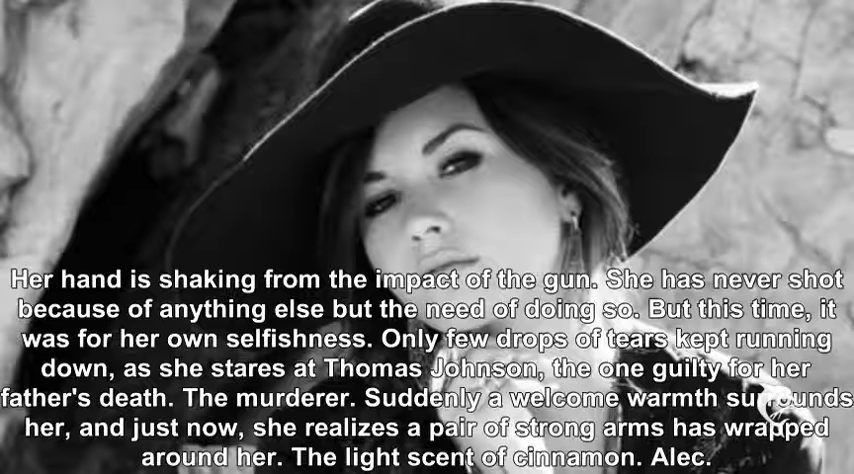 Her hand is shaking from the impact of the gun. She has never shot
because of anything else but the need of doing so. But this time, it
was for her own selfishness. Only few drops of tears kept running
down, as she stares at Thomas Johnson, the one guilty for her
father's death. The murderer. Suddenly a welcome warmth surrounds
her, and just now, she realizes a pair of strong arms has wrapped
around her. The light scent of cinnamon. Alec.